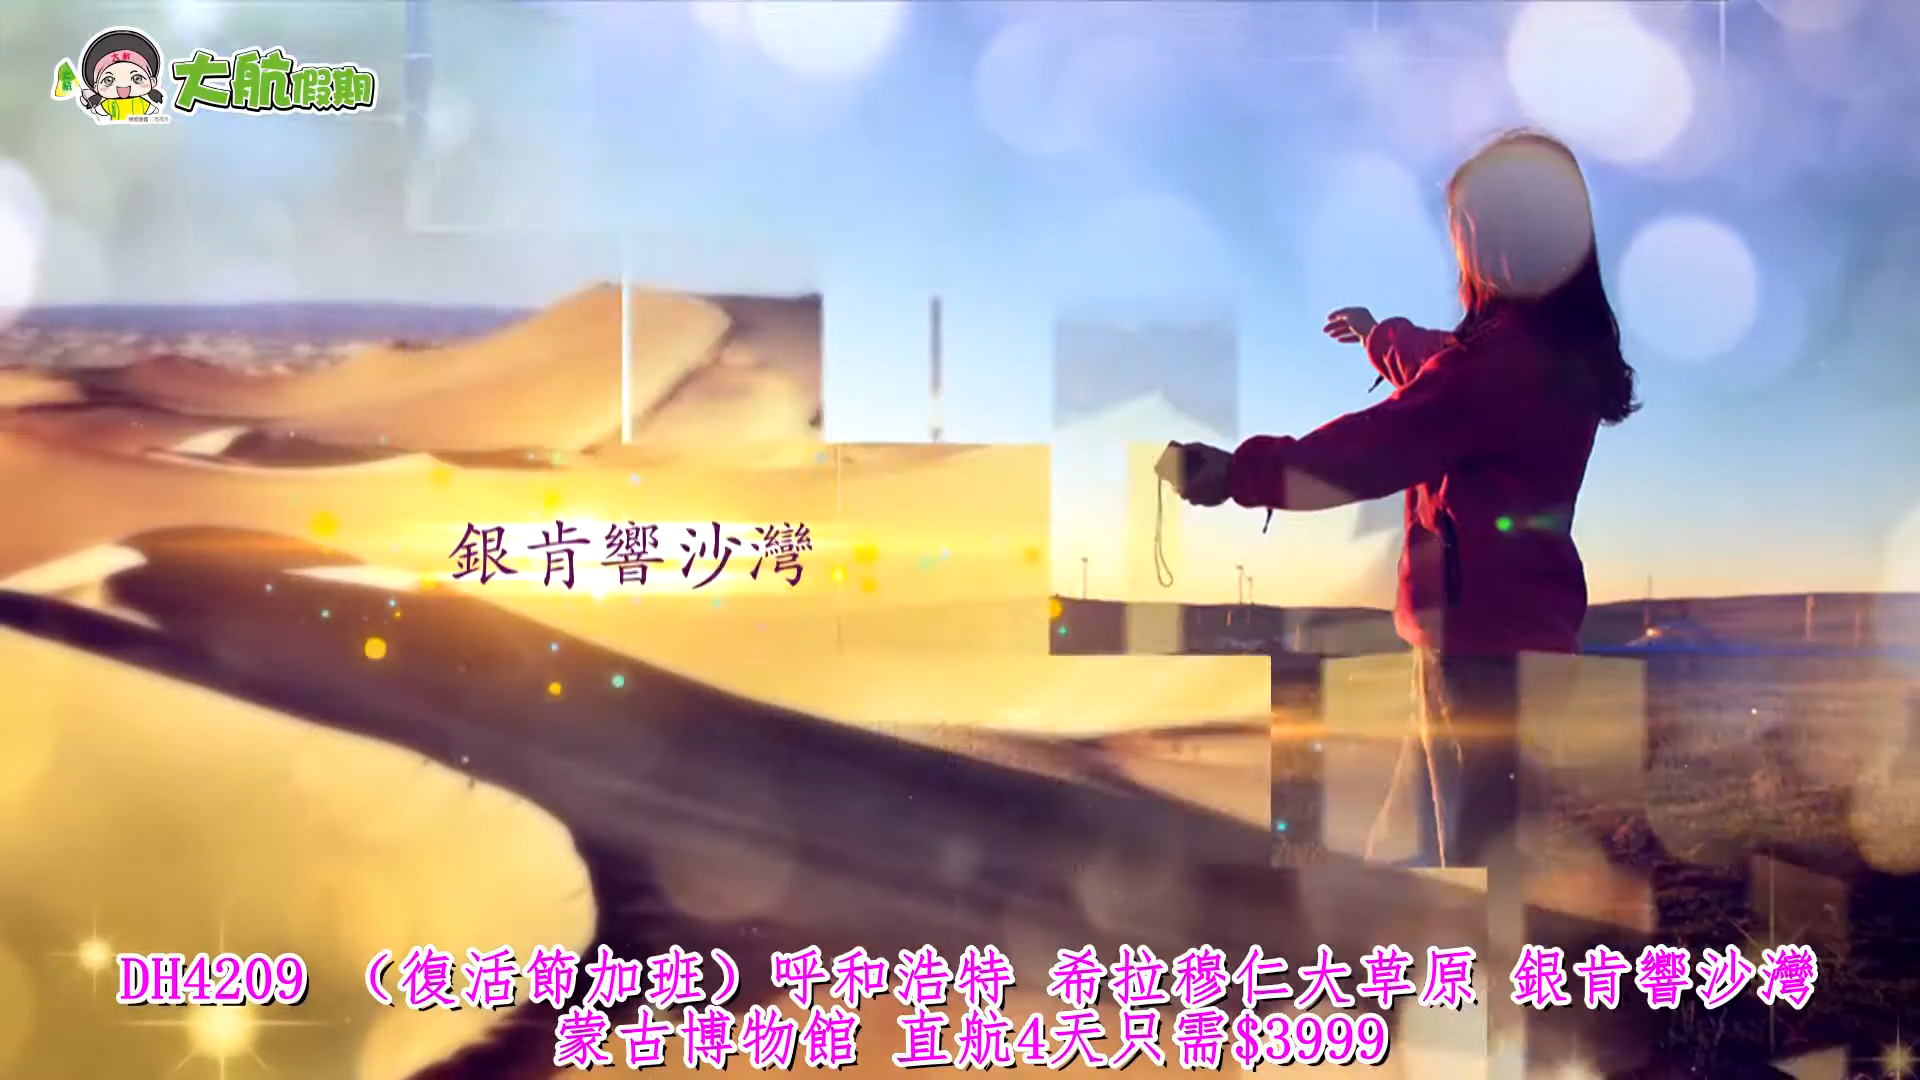 大航假期
銀肯響沙灣
DH4209 （復活節加班）呼和浩特 希拉穆仁大草原 銀肯響沙灣
蒙古博物館 直航4天只需$3999